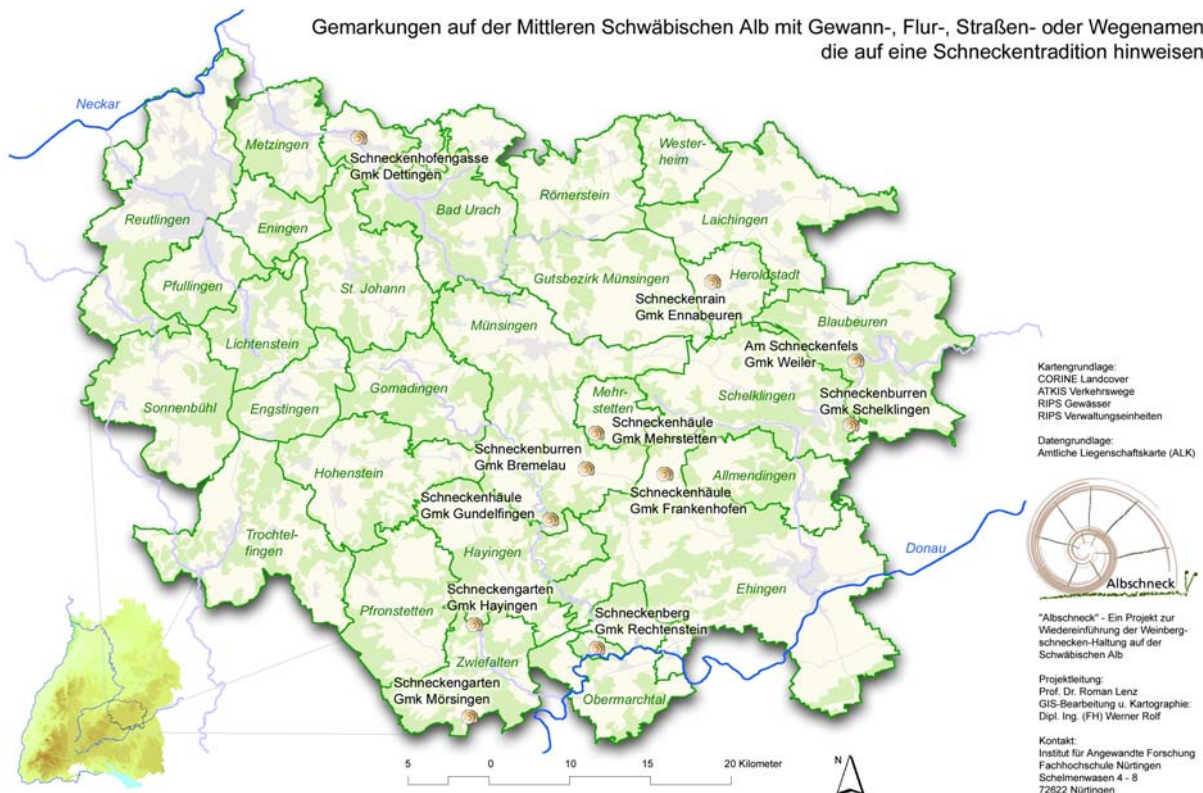 Gemarkungen auf der Mittleren Schwäbischen Alb mit Gewann-, Flur-, Straßen- oder Wegenamen
die auf eine Schneckentradition hinweisen
Neckar
Metzingen
Schneckenhofengasse
Gmk Dettingen
Wester-
heim
Römerstein
Bad Urach
Laichingen
Reutlingen
Eningen
Pfullingen
St. Johann
Gutsbezirk Münsingen
Heroldstadt
Schneckenrain
Gmk Ennabeuren
Münsingen
Blaubeuren
Lichtenstein
Am Schneckenfels
Gmk Weiler
Gomadingen
Mehr-
stetten
Schelklingen
Schneckenburren
Gmk Schelklingen
Sonnenbühl
Engstingen
Schneckenhäule
Gmk Mehrstetten
Schneckenburren
Gmk Bremelau
Hohenstein
Allmendingen
Schneckenhäule
Gmk Frankenhofen
Schneckenhäule
Gmk Gundelfingen
Trochtel-
fingen
Hayingen
Donau
Ehingen
Schneckengarten
Gmk Hayingen
Pfronstetten
Schneckenberg
Gmk Rechtenstein
Zwiefalten
Schneckengarten
Gmk Mörsingen
Obermarchtal
5 0 10 15 20 Kilometer
N
Kartengrundlage:
CORINE Landcover
ATKIS Verkehrswege
RIPS Gewässer
RIPS Verwaltungseinheiten
Datengrundlage:
Amtliche Liegenschaftskarte (ALK)
Albschneck
"Albschneck" - Ein Projekt zur
Wiedereinführung der Weinberg-
schnecken-Haltung auf der
Schwäbischen Alb
Projektleitung:
Prof. Dr. Roman Lenz
GIS-Bearbeitung u. Kartographie:
Dipl. Ing. (FH) Werner Rolf
Kontakt:
Institut für Angewandte Forschung
Fachhochschule Nürtingen
Schelmenwasen 4 - 8
72622 Nürtingen